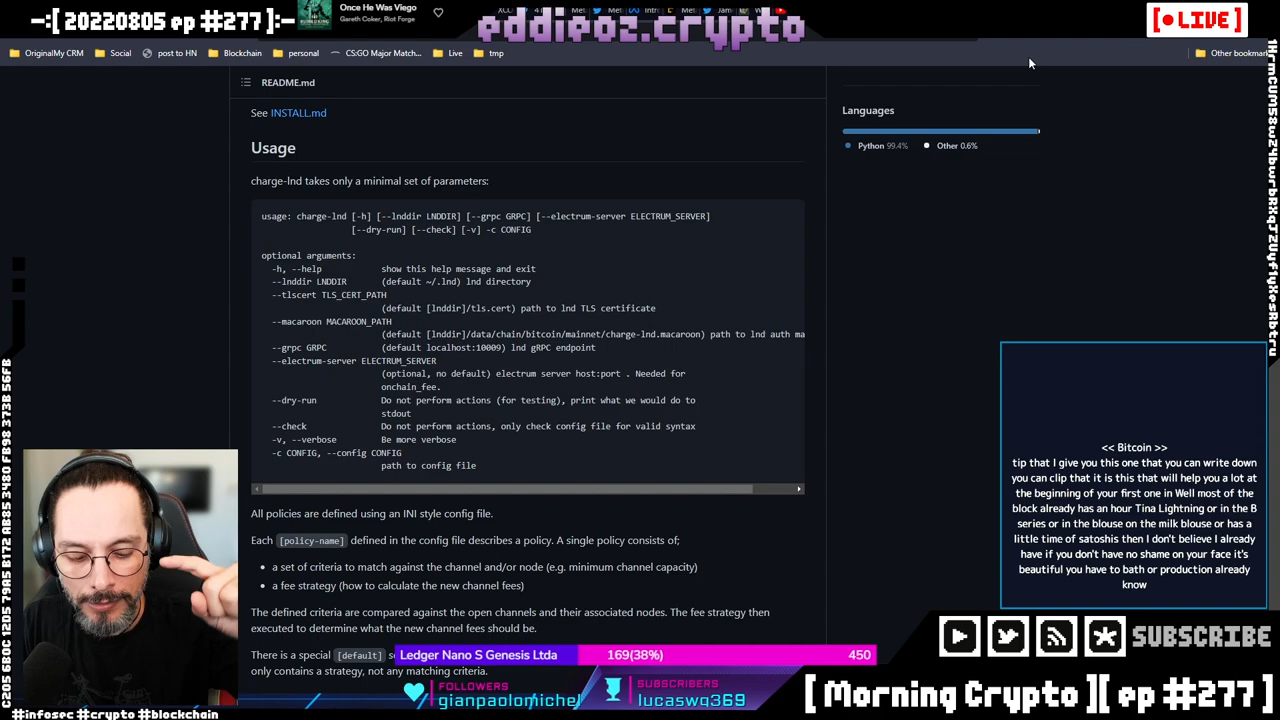 -:[ 20220805 ep #277]:-
Once He Was Viego
Gareth Coker, Riot Forge
eddieoz.crypto
[• LIVE]
OriginalMy CRM
Social
post to HN
Blockchain
personal
CS:GO Major Match...
Live
tmp
Other bookmar
README.md
See INSTALL.md
Usage
charge-lnd takes only a minimal set of parameters:
usage: charge-lnd [-h] [--lnddir LNDDIR] [--grpc GRPC] [--electrum-server ELECTRUM_SERVER]
[--dry-run] [--check] [-v] -c CONFIG
optional arguments:
-h, --help show this help message and exit
--lnddir LNDDIR (default ~/.lnd) lnd directory
--tlscert TLS_CERT_PATH
(default [lnddir]/tls.cert) path to lnd TLS certificate
--macaroon MACAROON_PATH
(default [lnddir]/data/chain/bitcoin/mainnet/charge-lnd.macaroon) path to lnd auth ma
--grpc GRPC (default localhost:10009) lnd gRPC endpoint
--electrum-server ELECTRUM_SERVER
(optional, no default) electrum server host:port . Needed for
onchain_fee.
--dry-run Do not perform actions (for testing), print what we would do to
stdout
--check Do not perform actions, only check config file for valid syntax
-v, --verbose Be more verbose
-c CONFIG, --config CONFIG
path to config file
All policies are defined using an INI style config file.
Each [policy-name] defined in the config file describes a policy. A single policy consists of;
• a set of criteria to match against the channel and/or node (e.g. minimum channel capacity)
• a fee strategy (how to calculate the new channel fees)
The defined criteria are compared against the open channels and their associated nodes. The fee strategy then
executed to determine what the new channel fees should be.
There is a special [default] s
only contains a strategy, not any matching criteria.
Languages
Python 99.4%
Other 0.6%
<< Bitcoin >>
tip that I give you this one that you can write down
you can clip that it is this that will help you a lot at
the beginning of your first one in Well most of the
block already has an hour Tina Lightning or in the B
series or in the blouse on the milk blouse or has a
little time of satoshis then I don't believe I already
have if you don't have no shame on your face it's
beautiful you have to bath or production already
know
Ledger Nano S Genesis Ltda
169(38%)
450
FOLLOWERS
gianpaolomichel
SUBSCRIBERS
lucaswg369
SUBSCRIBE
[ Morning Crypto ][ ep #277 ]
#infosec #crypto #blockchain